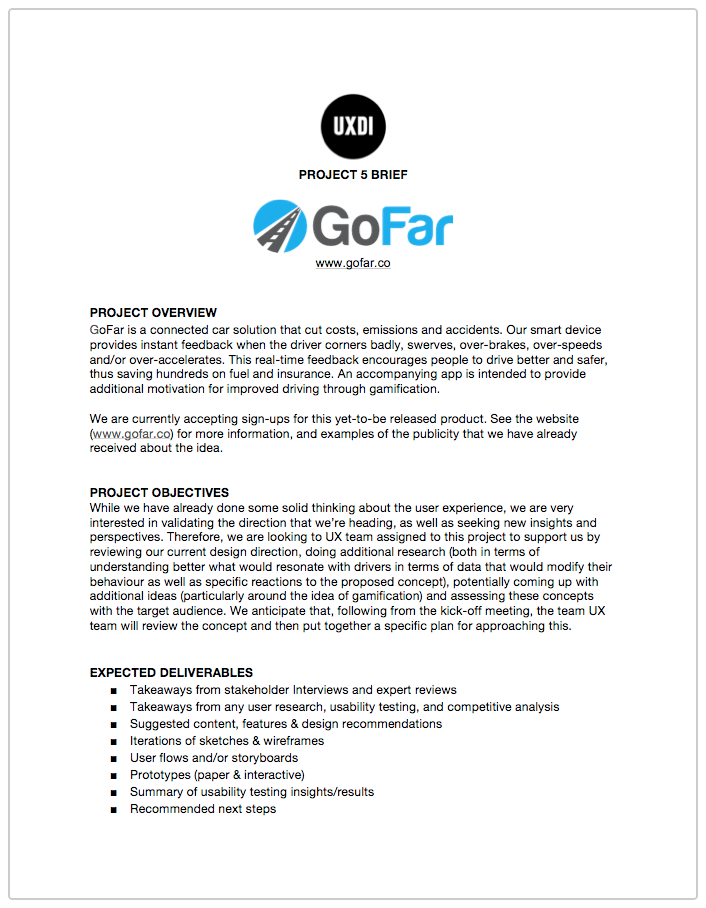 UXDI
PROJECT 5 BRIEF
GoFar
www.gofar.co
PROJECT OVERVIEW
GoFar is a connected car solution that cut costs, emissions and accidents. Our smart device
provides instant feedback when the driver corners badly, swerves, over-brakes, over-speeds
and/or over-accelerates. This real-time feedback encourages people to drive better and safer,
thus saving hundreds on fuel and insurance. An accompanying app is intended to provide
additional motivation for improved driving through gamification.
We are currently accepting sign-ups for this yet-to-be released product. See the website
(www.gofar.co) for more information, and examples of the publicity that we have already
received about the idea.
PROJECT OBJECTIVES
While we have already done some solid thinking about the user experience, we are very
interested in validating the direction that we're heading, as well as seeking new insights and
perspectives. Therefore, we are looking to UX team assigned to this project to support us by
reviewing our current design direction, doing additional research (both in terms of
understanding better what would resonate with drivers in terms of data that would modify their
behaviour as well as specific reactions to the proposed concept), potentially coming up with
additional ideas (particularly around the idea of gamification) and assessing these concepts
with the target audience. We anticipate that, following from the kick-off meeting, the team UX
team will review the concept and then put together a specific plan for approaching this.
EXPECTED DELIVERABLES
■ Takeaways from stakeholder Interviews and expert reviews
■ Takeaways from any user research, usability testing, and competitive analysis
■ Suggested content, features & design recommendations
■ Iterations of sketches & wireframes
■ User flows and/or storyboards
■ Prototypes (paper & interactive)
■ Summary of usability testing insights/results
■ Recommended next steps